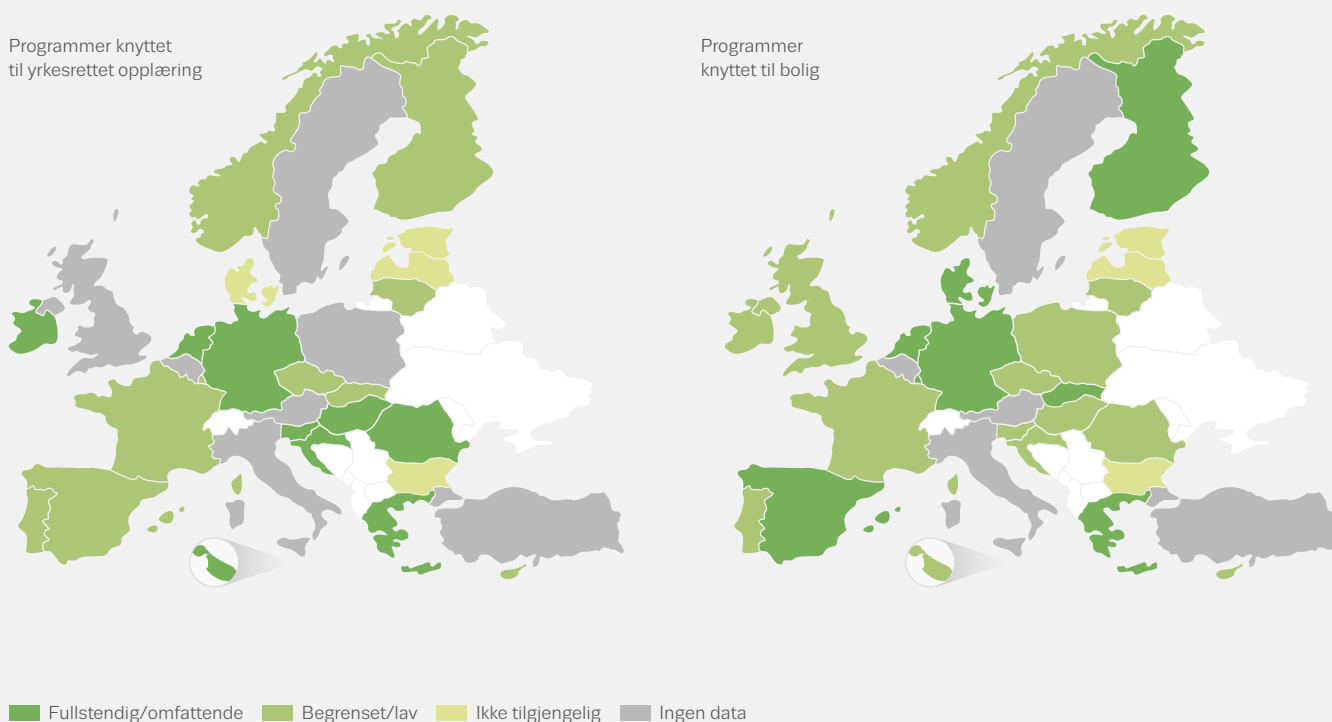 Programmer knyttet
til yrkesrettet opplæring
Programmer
knyttet til bolig
Fullstendig/omfattende
Begrenset/lav
Ikke tilgjengelig
Ingen data